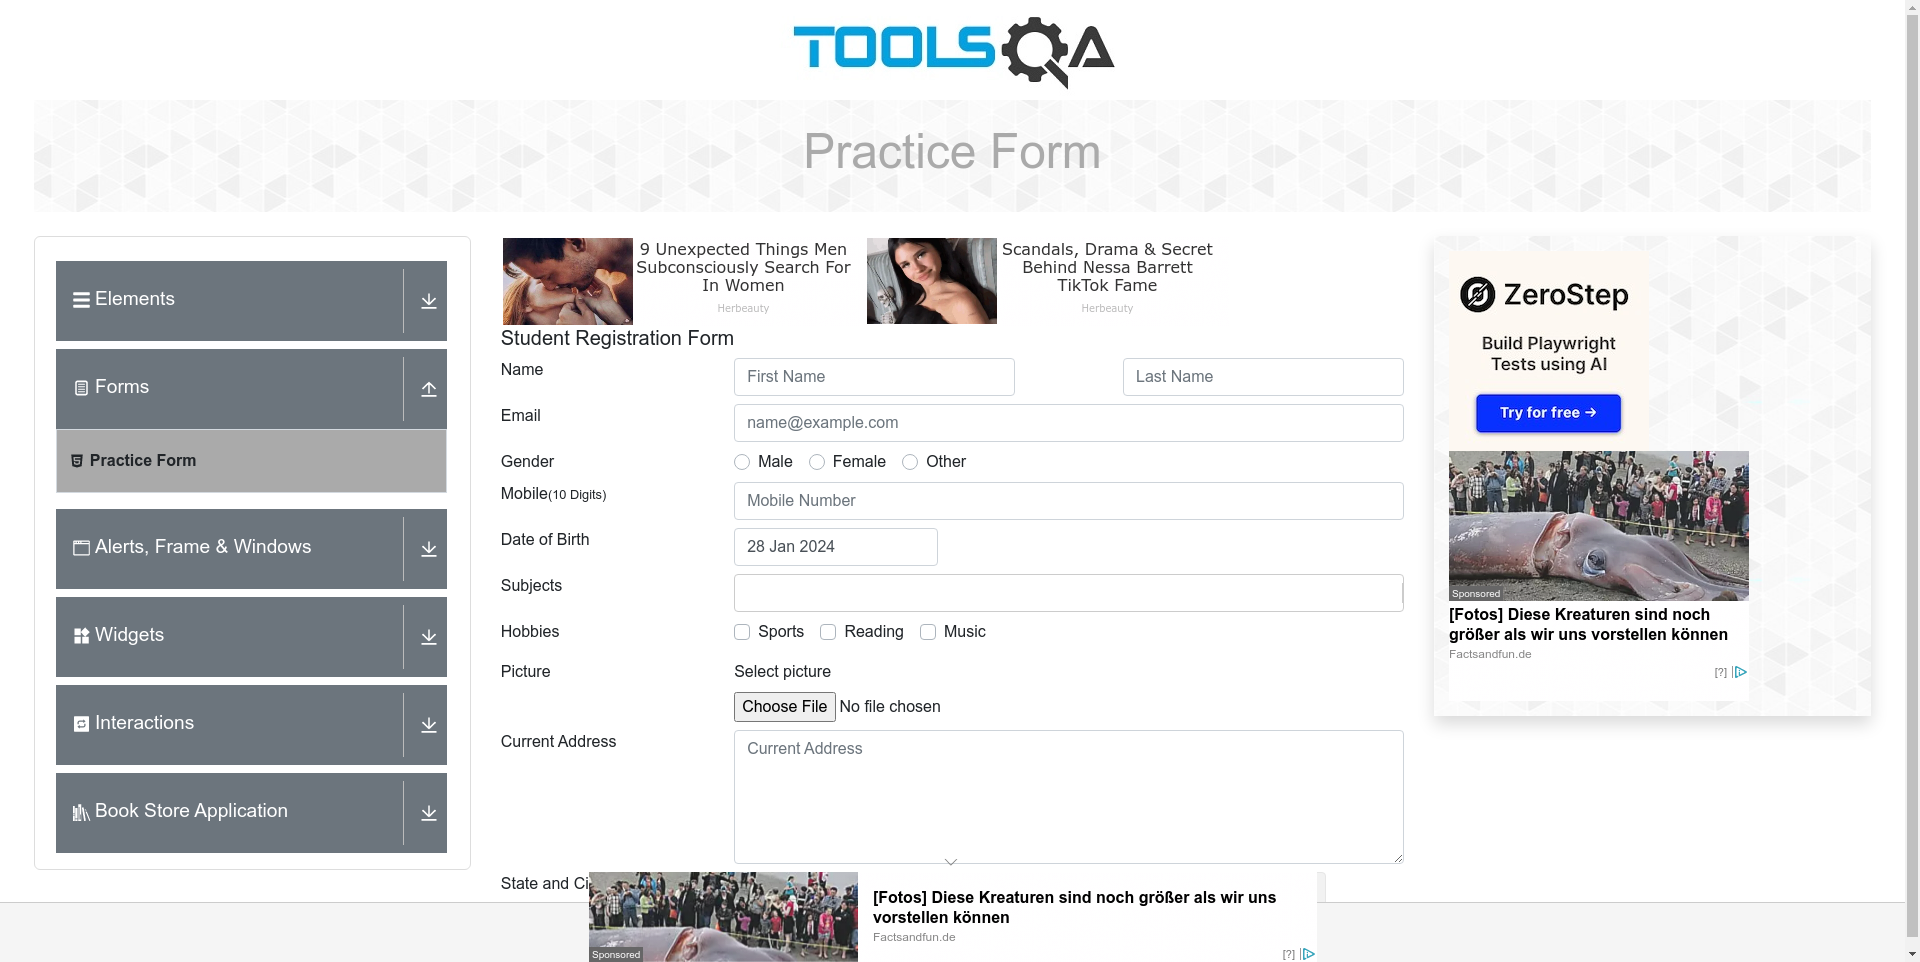 TOOLSQA
Practice Form
Elements
Forms
Practice Form
Alerts, Frame & Windows
Widgets
Interactions
Book Store Application
9 Unexpected Things Men
Subconsciously Search For
In Women
Herbeauty
Scandals, Drama & Secret
Behind Nessa Barrett
TikTok Fame
Herbeauty
Student Registration Form
Name
First Name
Last Name
Email
name@example.com
Gender
Male Female Other
Mobile(10 Digits)
Mobile Number
Date of Birth
28 Jan 2024
Subjects
Hobbies
Sports Reading Music
Picture
Select picture
Choose File No file chosen
Current Address
Current Address
State and Ci
ZeroStep
Build Playwright
Tests using AI
Try for free →
Sponsored
[Fotos] Diese Kreaturen sind noch
größer als wir uns vorstellen können
Factsandfun.de
[?]
Sponsored
[Fotos] Diese Kreaturen sind noch größer als wir uns
vorstellen können
Factsandfun.de
[?]